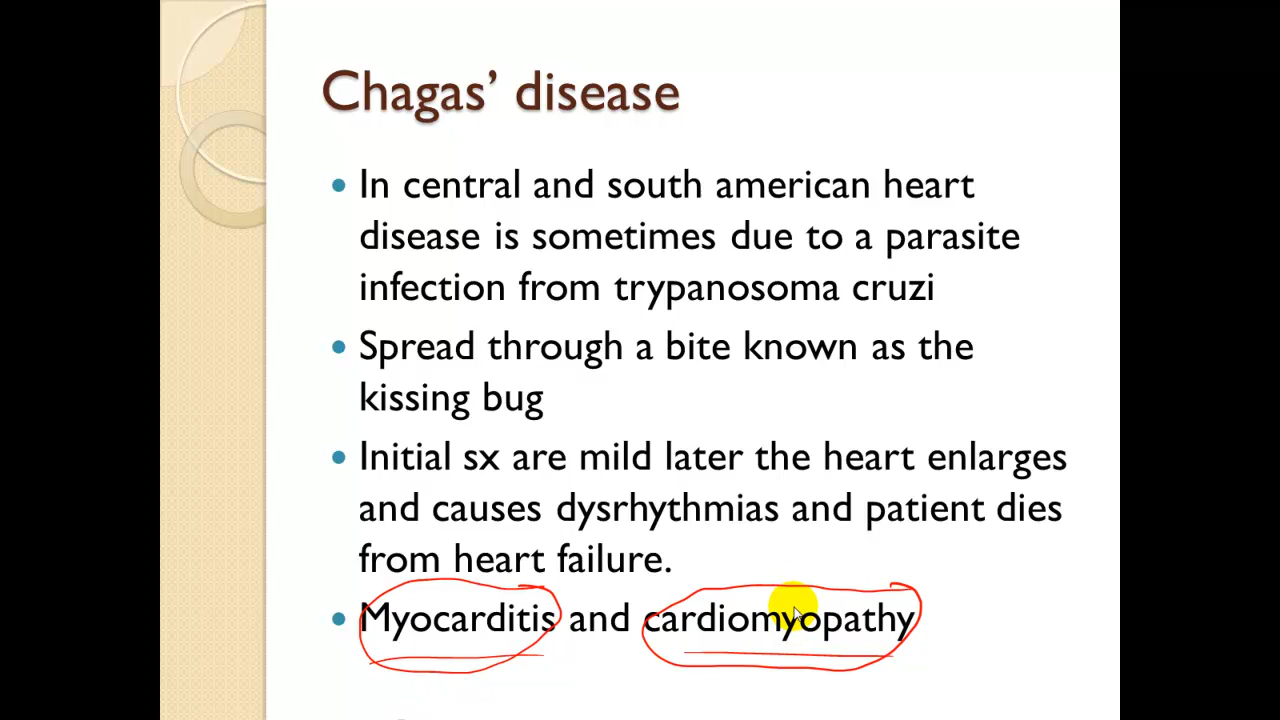 Chagas’ disease
• In central and south american heart
disease is sometimes due to a parasite
infection from trypanosoma cruzi
• Spread through a bite known as the
kissing bug
• Initial sx are mild later the heart enlarges
and causes dysrhythmias and patient dies
from heart failure.
• Myocarditis and cardiomyopathy